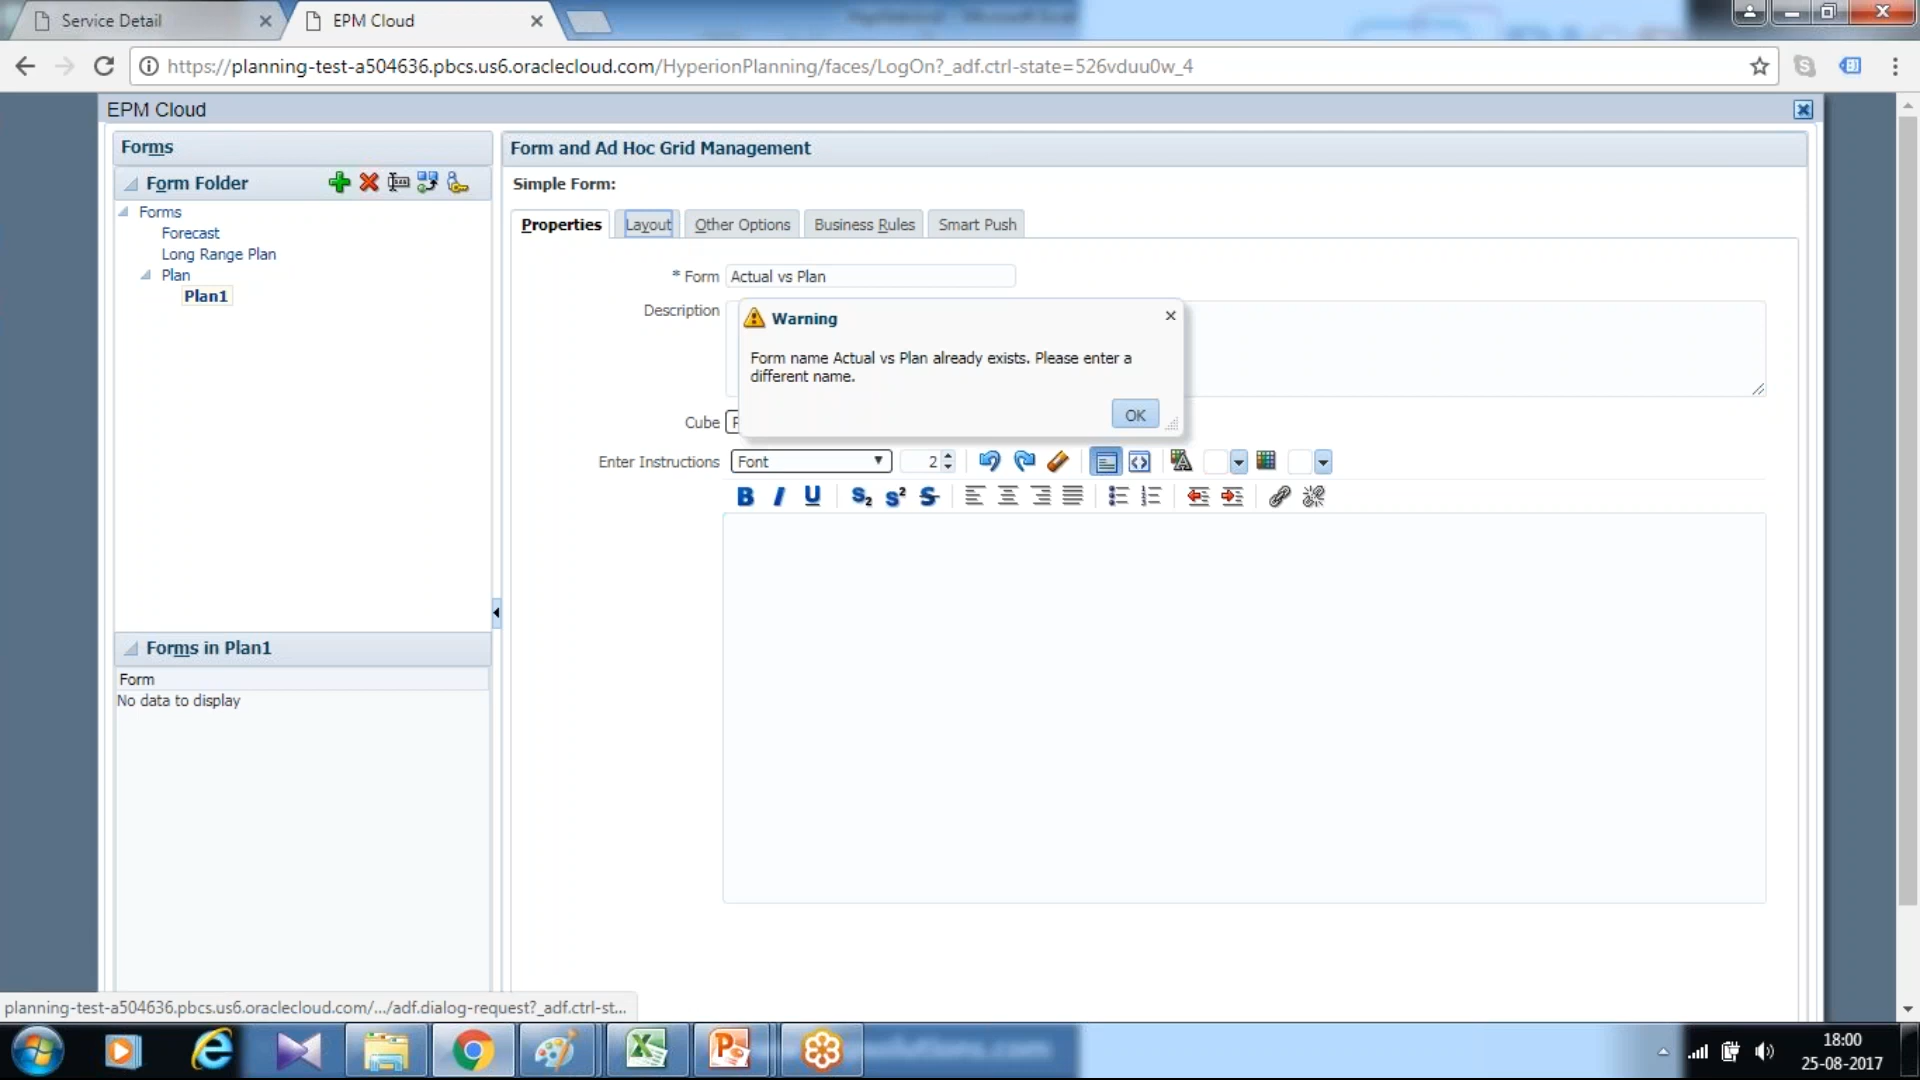 Service Detail
EPM Cloud
https://planning-test-a504636.pbcs.us6.oraclecloud.com/HyperionPlanning/faces/LogOn?_adf.ctrl-state=526vduu0w_4
EPM Cloud
Forms
Form Folder
Forms
Forecast
Long Range Plan
Plan
Plan1
Forms in Plan1
Form
No data to display
Form and Ad Hoc Grid Management
Simple Form:
Properties
Layout
Other Options
Business Rules
Smart Push
* Form Actual vs Plan
Description
Warning
Form name Actual vs Plan already exists. Please enter a
different name.
OK
Cube
Enter Instructions
Font
2
planning-test-a504636.pbcs.us6.oraclecloud.com/.../adf.dialog-request?_adf.ctrl-st...
18:00
25-08-2017